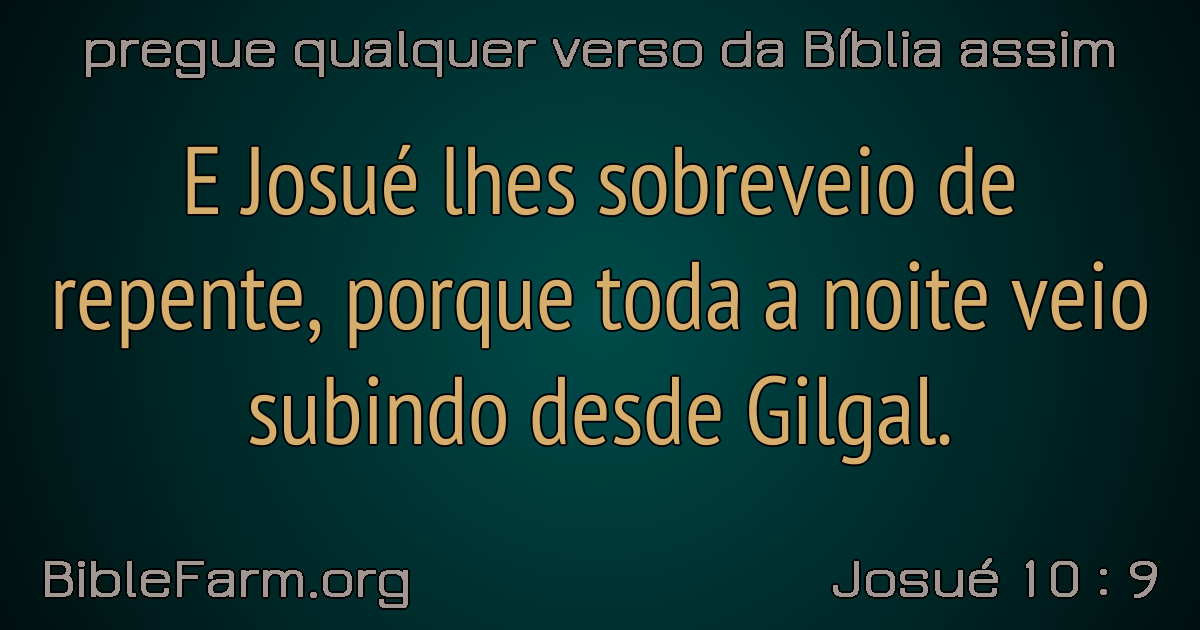 pregue qualquer verso da Bíblia assim
E Josué lhes sobreveio de
repente, porque toda a noite veio
subindo desde Gilgal.
BibleFarm.org
Josué 10 : 9